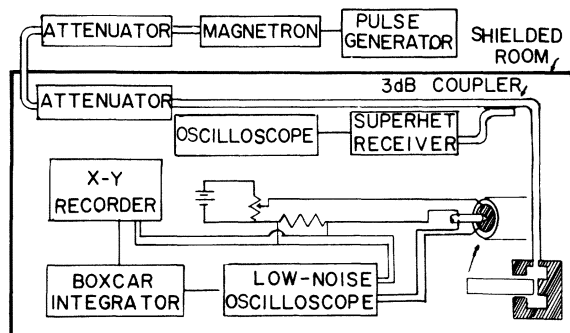 ATTENUATOR
MAGNETRON
PULSE
GENERATOR
SHIELDED
ROOM
ATTENUATOR
3dB COUPLER
OSCILLOSCOPE
SUPERHET
RECEIVER
X-Y
RECORDER
BOXCAR
INTEGRATOR
LOW-NOISE
OSCILLOSCOPE